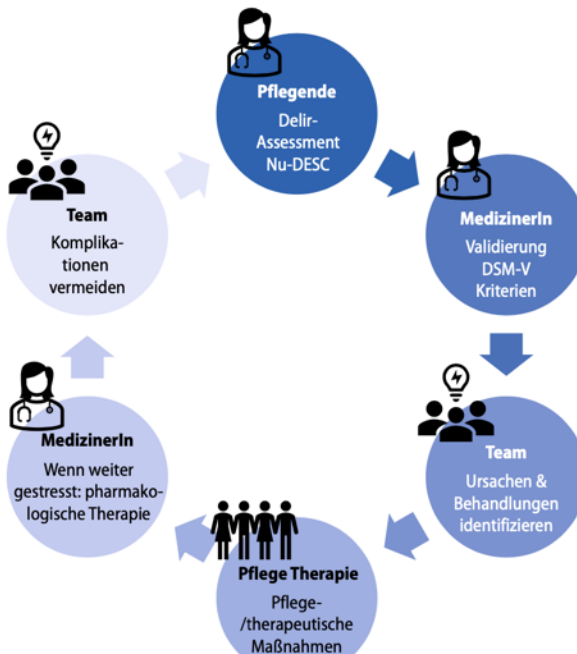 Pflegende
Delir-
Assessment
Nu-DESC
MedizinerIn
Validierung
DSM-V
Kriterien
Team
Ursachen &
Behandlungen
identifizieren
Pflege Therapie
Pflege-
/therapeutische
Maßnahmen
MedizinerIn
Wenn weiter
gestresst: pharmako-
logische Therapie
Team
Komplika-
tionen
vermeiden